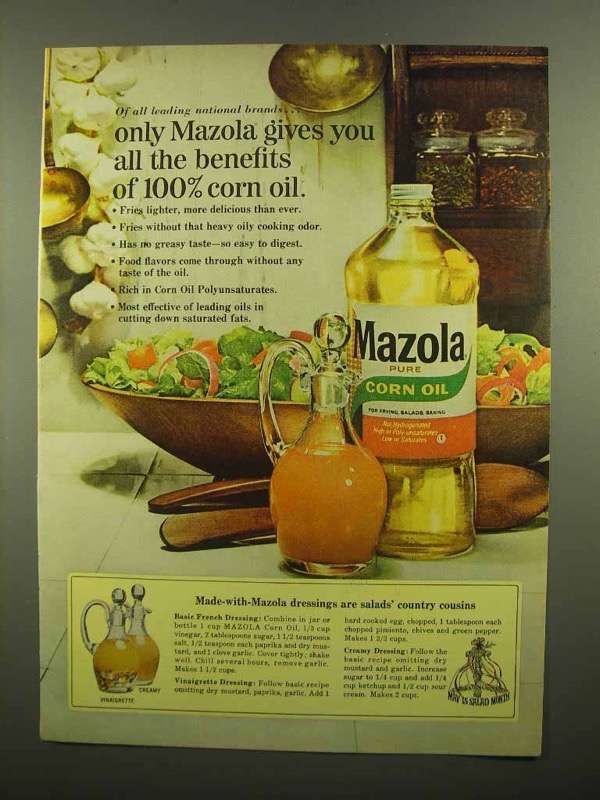 Of all leading national brands...
only Mazola gives you
all the benefits
of 100% corn oil.
• Fries lighter, more delicious than ever.
• Fries without that heavy oily cooking odor.
• Has no greasy taste—so easy to digest.
• Food flavors come through without any
taste of the oil.
• Rich in Corn Oil Polyunsaturates.
• Most effective of leading oils in
cutting down saturated fats.
Mazola
PURE
CORN OIL
FOR FRYING, SALADS, BAKING
Not Hydrogenated
High in Poly-unsaturates
Low in Saturates
Made-with-Mazola dressings are salads' country cousins
Basic French Dressing: Combine in jar or
bottle 1 cup MAZOLA Corn Oil, 1/3 cup
vinegar, 2 tablespoons sugar, 1 1/2 teaspoons
salt, 1/2 teaspoon each paprika and dry mus-
tard, and 1 clove garlic. Cover tightly; shake
well. Chill several hours, remove garlic.
Makes 1 1/2 cups.
Vinaigrette Dressing: Follow basic recipe
omitting dry mustard, paprika, garlic. Add 1
hard cooked egg, chopped, 1 tablespoon each
chopped pimiento, chives and green pepper.
Makes 1 2/3 cups.
Creamy Dressing: Follow the
basic recipe omitting dry
mustard and garlic. Increase
sugar to 1/4 cup and add 1/4
cup ketchup and 1/2 cup sour
cream. Makes 2 cups.
CREAMY
VINAIGRETTE
MAY IS SALAD MONTH